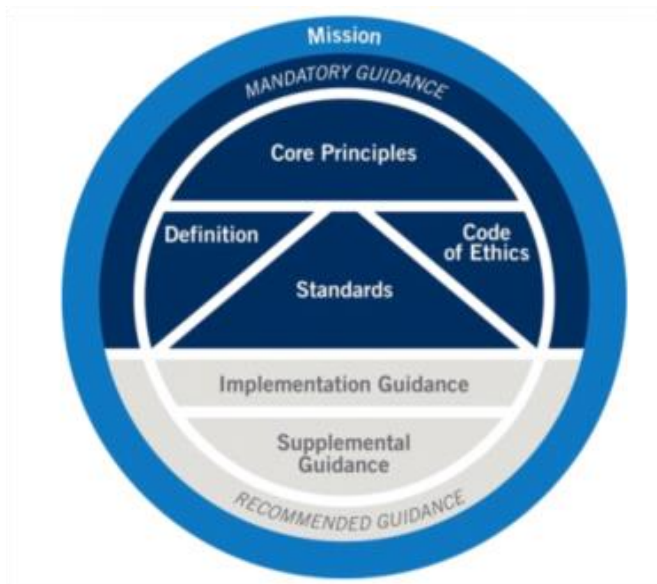 Mission
MANDATORY GUIDANCE
Core Principles
Definition
Code
of Ethics
Standards
Implementation Guidance
Supplemental
Guidance
RECOMMENDED GUIDANCE